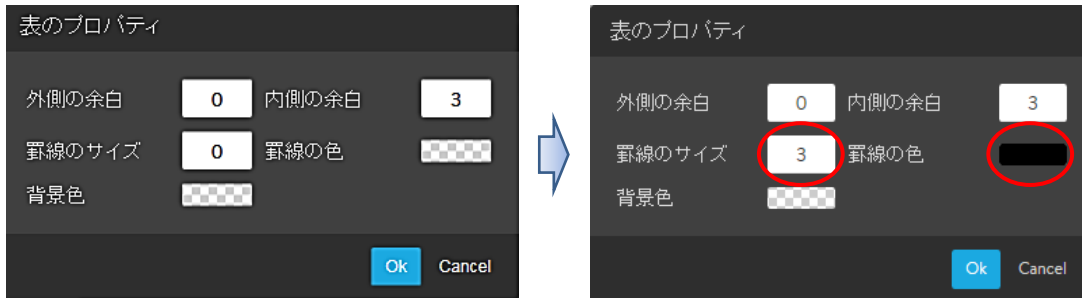 表のプロパティ
外側の余白 0 内側の余白 3
罫線のサイズ 0 罫線の色
背景色
Ok Cancel
表のプロパティ
外側の余白 0 内側の余白 3
罫線のサイズ 3 罫線の色
背景色
Ok Cancel